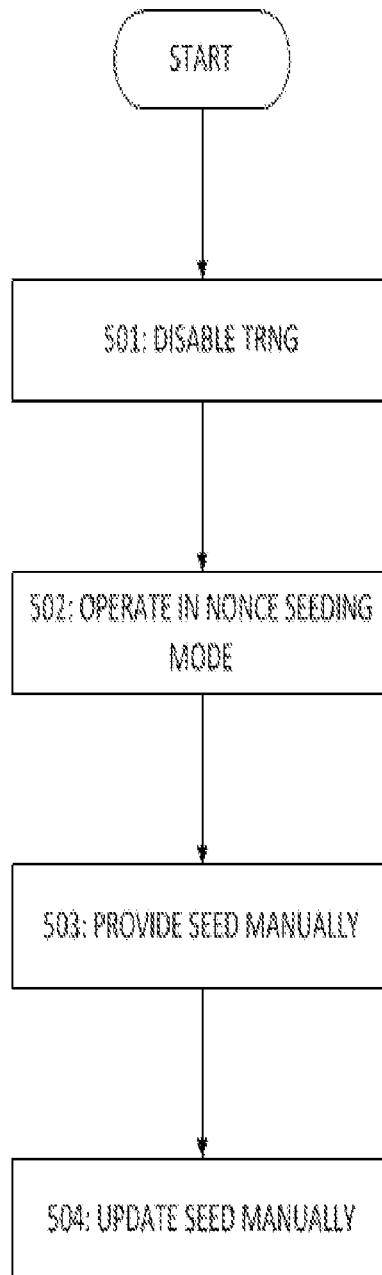 START
501: DISABLE TRNG
502: OPERATE IN NONCE SEEDING
MODE
503: PROVIDE SEED MANUALLY
504: UPDATE SEED MANUALLY